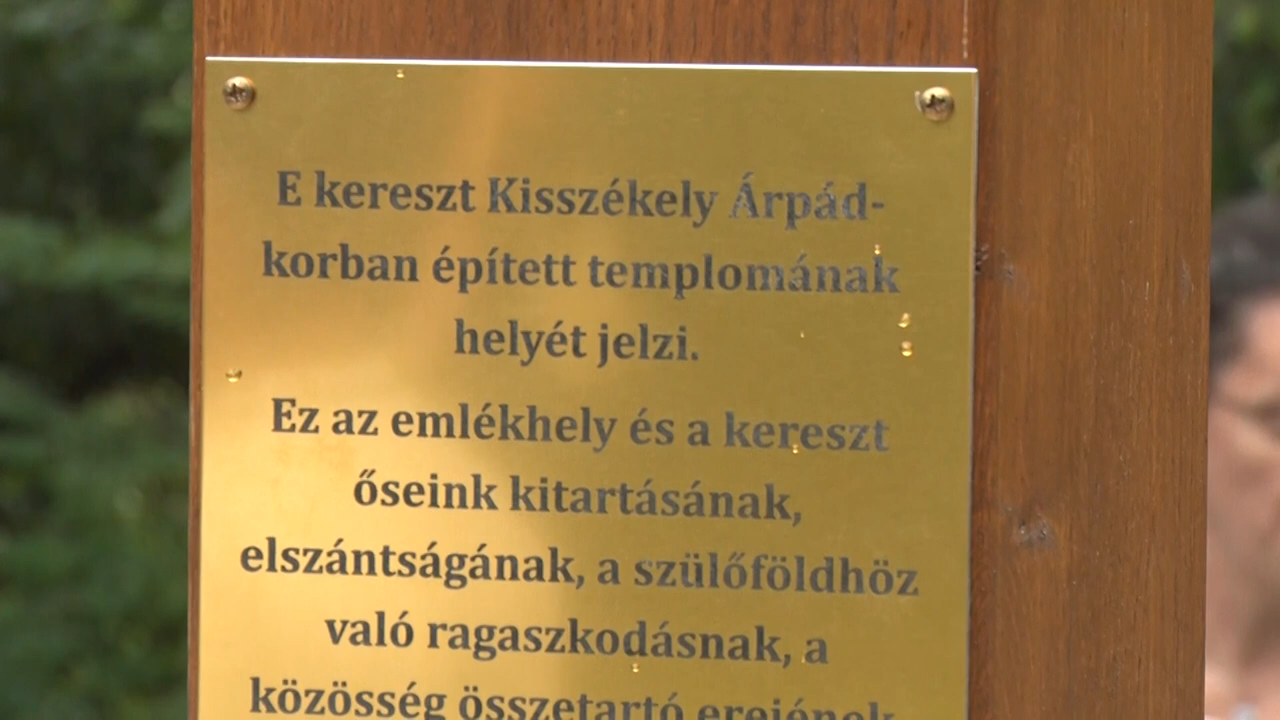 E kereszt Kisszékely Árpád-
korban épített templomának
helyét jelzi.
Ez az emlékhely és a kereszt
őseink kitartásának,
elszántságának, a szülőföldhöz
való ragaszkodásnak, a
közösség összetartó erejének